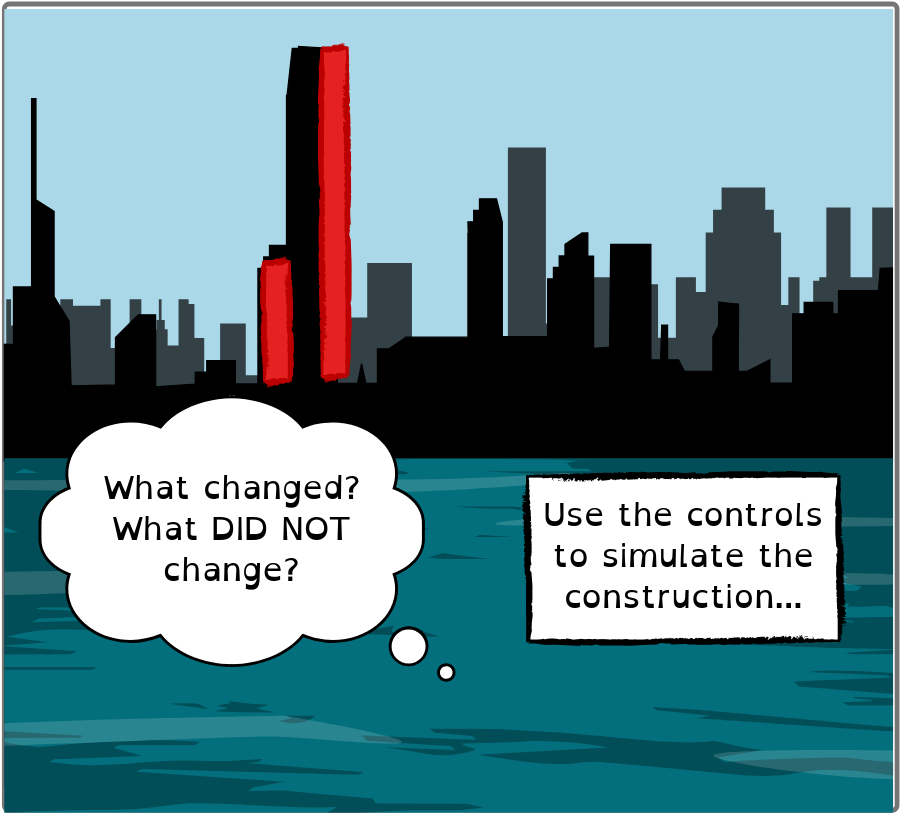 What changed?
What DID NOT
change?
Use the controls
to simulate the
construction...